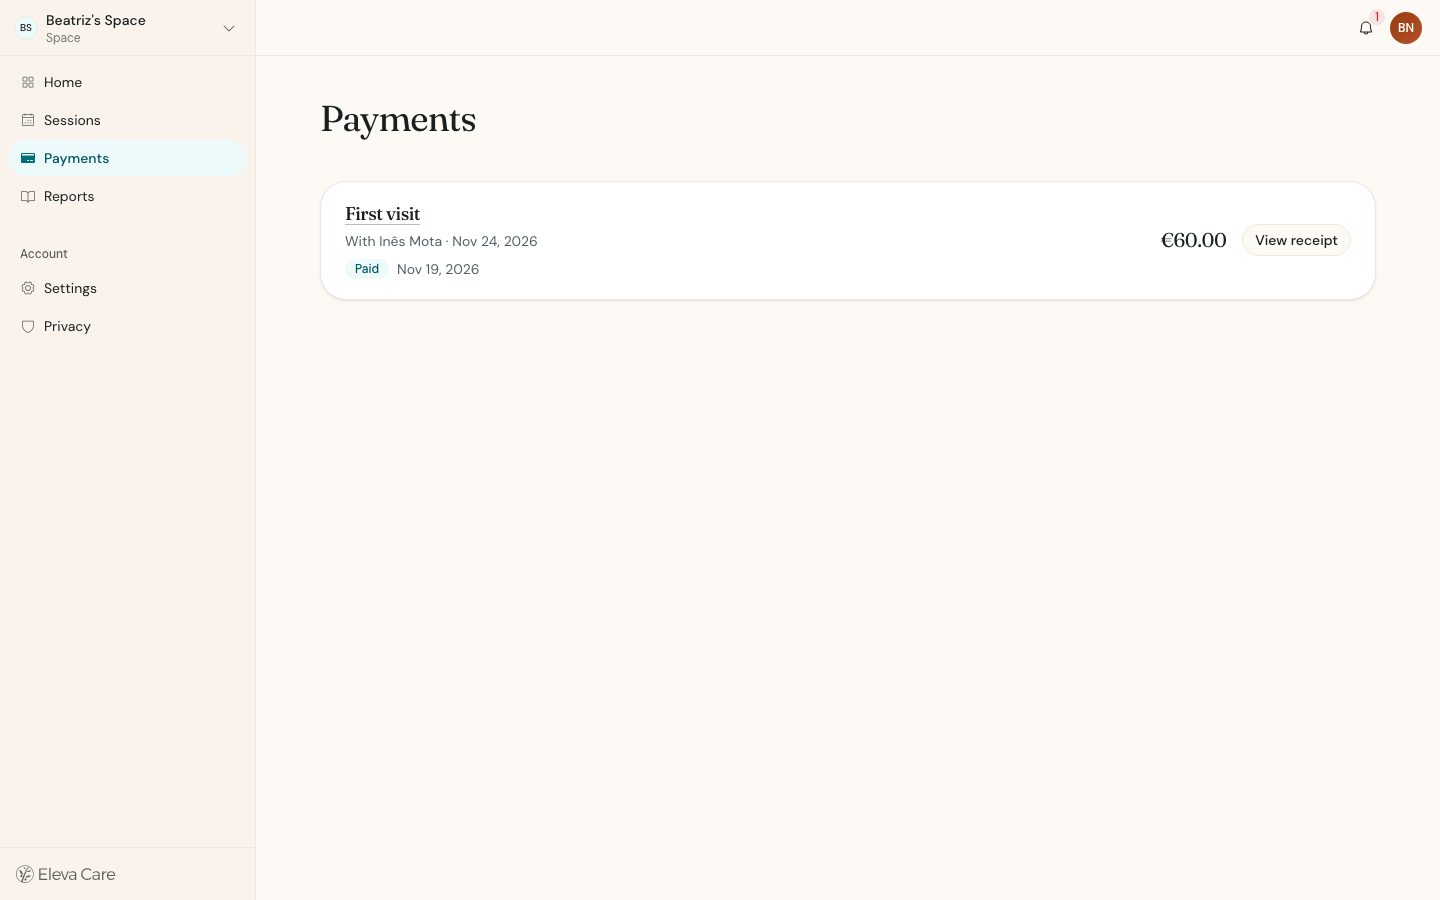 BS
Beatriz's Space
Space
1
BN
Home
Sessions
Payments
Reports
Account
Settings
Privacy
Eleva Care
Payments
First visit
With Inês Mota · Nov 24, 2026
Paid Nov 19, 2026
€60.00
View receipt